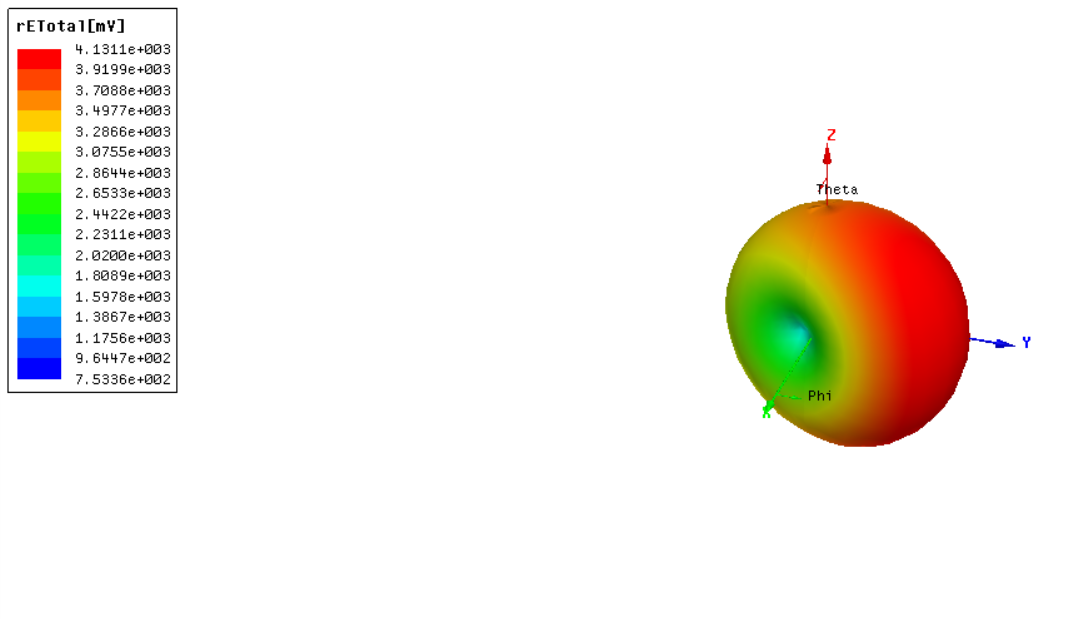 rETotal[mV]
4.1311e+003
3.9199e+003
3.7088e+003
3.4977e+003
3.2866e+003
3.0755e+003
2.8644e+003
2.6533e+003
2.4422e+003
2.2311e+003
2.0200e+003
1.8089e+003
1.5978e+003
1.3867e+003
1.1756e+003
9.6447e+002
7.5336e+002
Z
Theta
Y
Phi
X